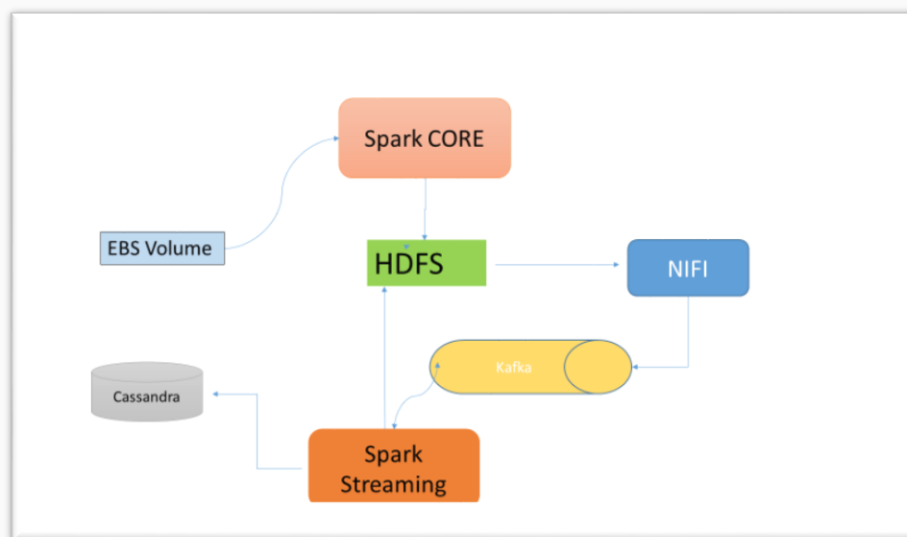 Spark CORE
EBS Volume
HDFS
NIFI
Kafka
Cassandra
Spark
Streaming